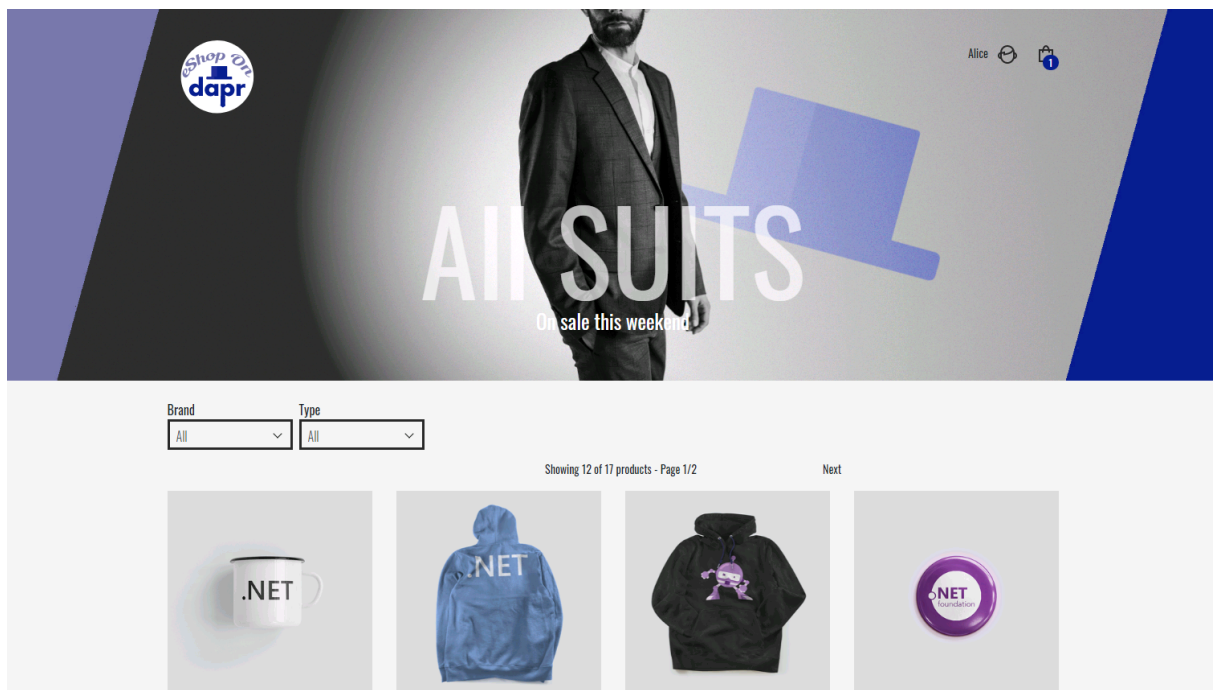 eShop On
dapr
Alice
1
All SUITS
On sale this weekend
Brand
Type
All
All
Showing 12 of 17 products - Page 1/2
Next
.NET
.NET
.NET
foundation